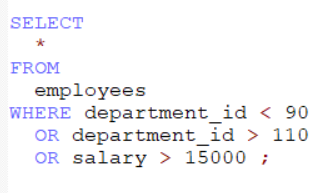 SELECT
*
FROM
employees
WHERE department_id < 90
OR department_id > 110
OR salary > 15000 ;